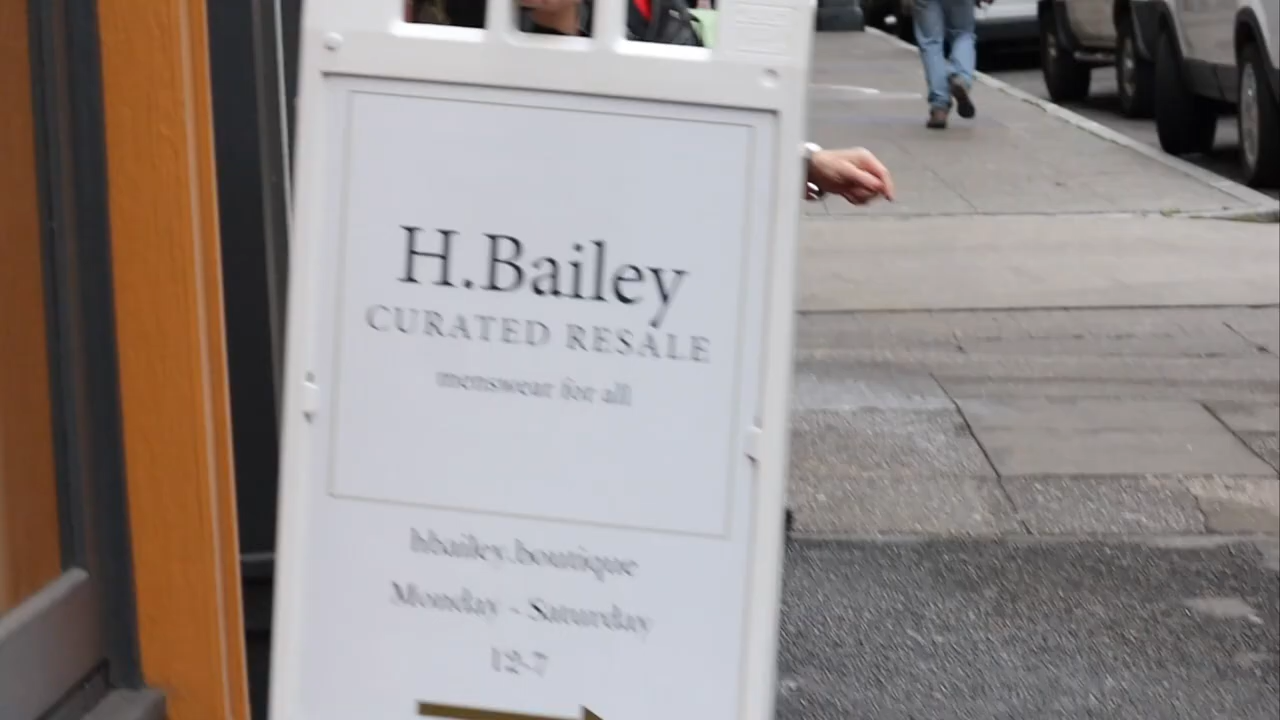 H.Bailey
CURATED RESALE
menswear for all
hbailey.boutique
Monday - Saturday
12-7